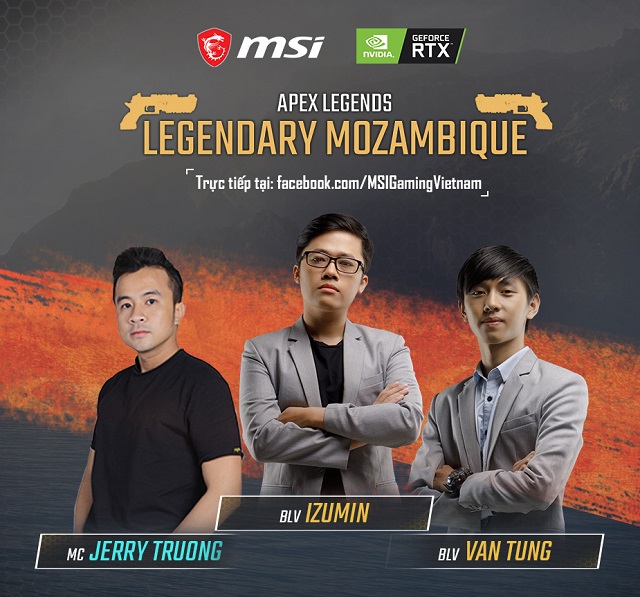 msi
NVIDIA.
GEFORCE
RTX
APEX LEGENDS
LEGENDARY MOZAMBIQUE
Trực tiếp tại: facebook.com/MSIGamingVietnam
BLV IZUMIN
MC JERRY TRUONG
BLV VAN TUNG